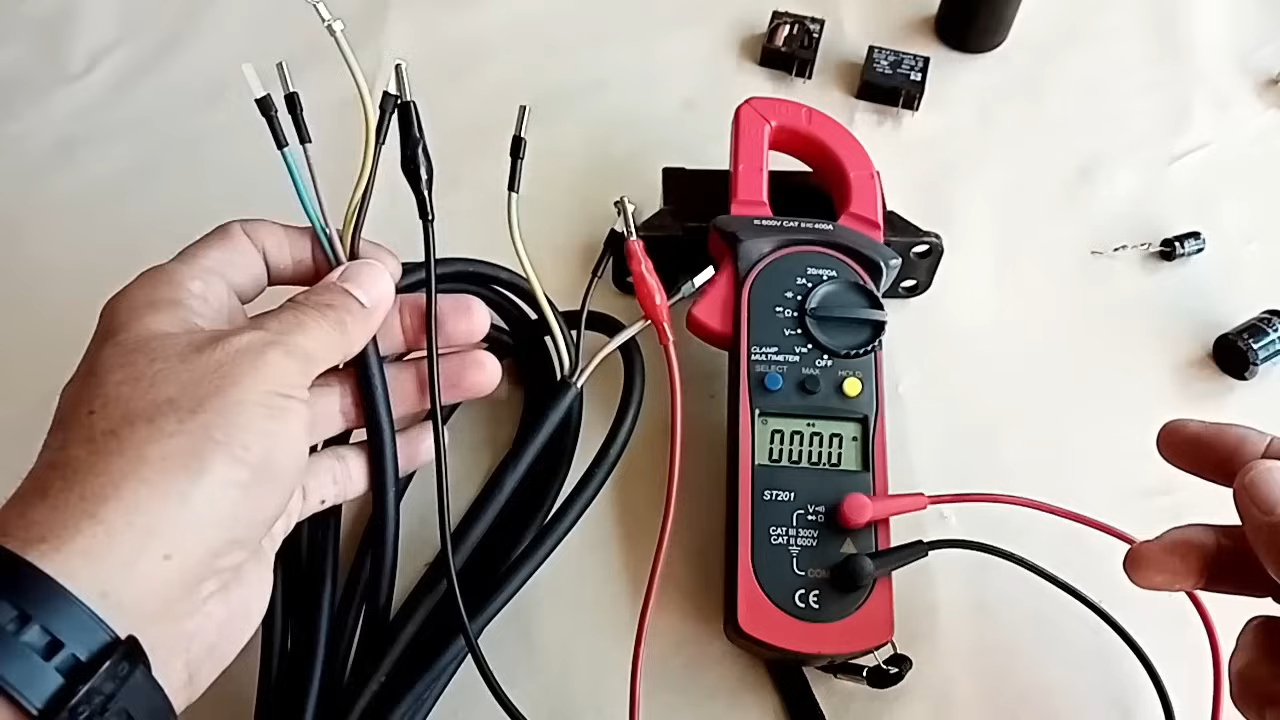 600V CAT II 400A
20/400A
2A
Ω
V~
V
OFF
CLAMP
MULTIMETER
SELECT
MAX
HOLD
000.0
ST201
V
Ω
CAT III 300V
CAT II 600V
COM
CE